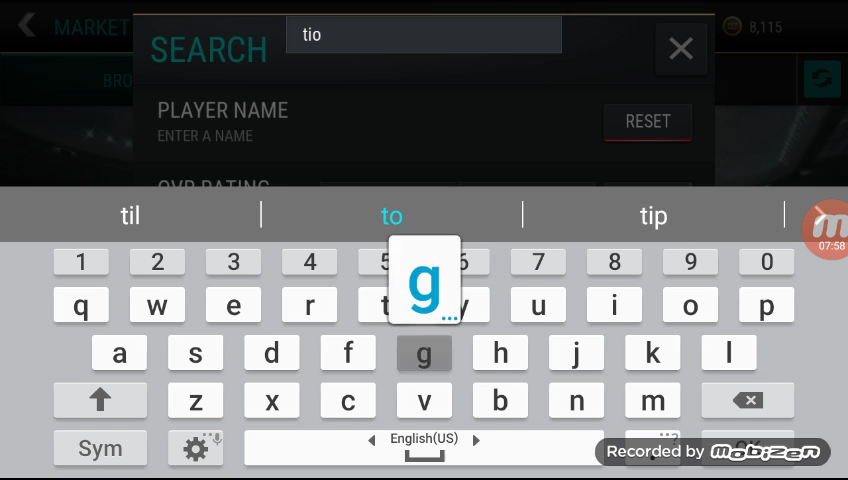 MARKET
tio
8,115
SEARCH
BRO
PLAYER NAME
ENTER A NAME
RESET
OVR RATING
til
to
tip
07:58
1 2 3 4 5 6 7 8 9 0
g
q w e r t y u i o p
a s d f g h j k l
z x c v b n m
Sym
English(US)
Recorded by mobizen